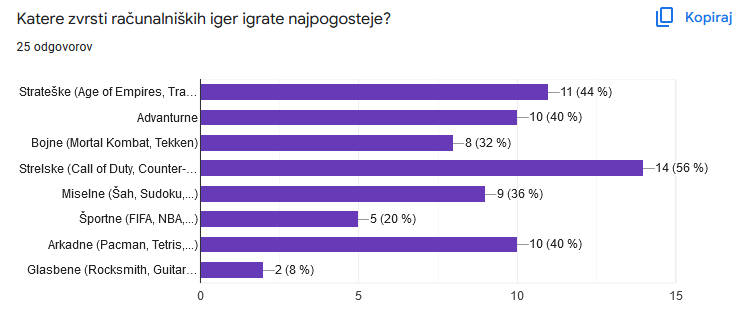 Katere zvrsti računalniških iger igrate najpogosteje?
Kopiraj
25 odgovorov
Strateške (Age of Empires, Tra…
11 (44 %)
Advanturne
10 (40 %)
Bojne (Mortal Kombat, Tekken)
8 (32 %)
Strelske (Call of Duty, Counter-…
14 (56 %)
Miselne (Šah, Sudoku,...)
9 (36 %)
Športne (FIFA, NBA,...)
5 (20 %)
Arkadne (Pacman, Tetris,...)
10 (40 %)
Glasbene (Rocksmith, Guitar…
2 (8 %)
0 5 10 15